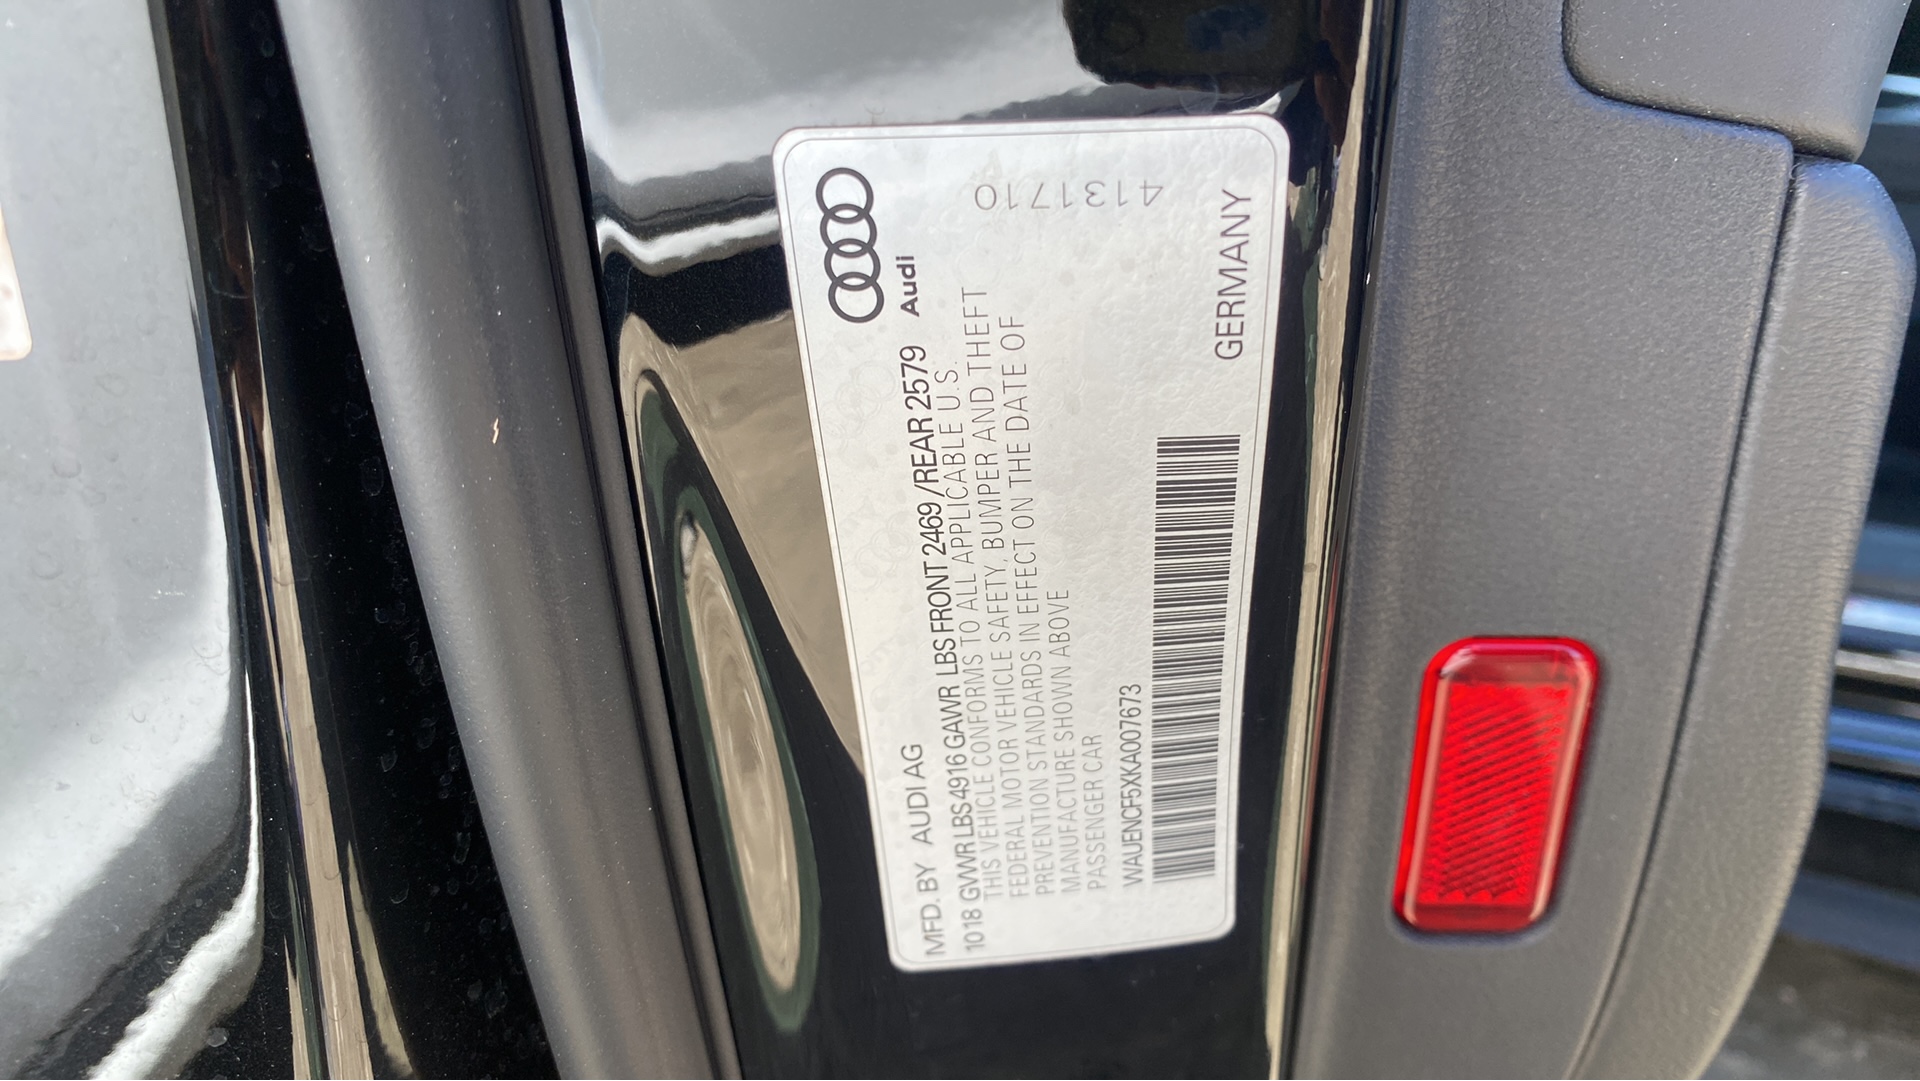 Audi
MFD. BY AUDI AG
1018 GWWR LBS 4916 GAWR LBS FRONT 2469 /REAR 2579
THIS VEHICLE CONFORMS TO ALL APPLICABLE U.S.
FEDERAL MOTOR VEHICLE SAFETY, BUMPER AND THEFT
PREVENTION STANDARDS IN EFFECT ON THE DATE OF
MANUFACTURE SHOWN ABOVE
PASSENGER CAR
WAUENCF5XKA007673
GERMANY
4131710